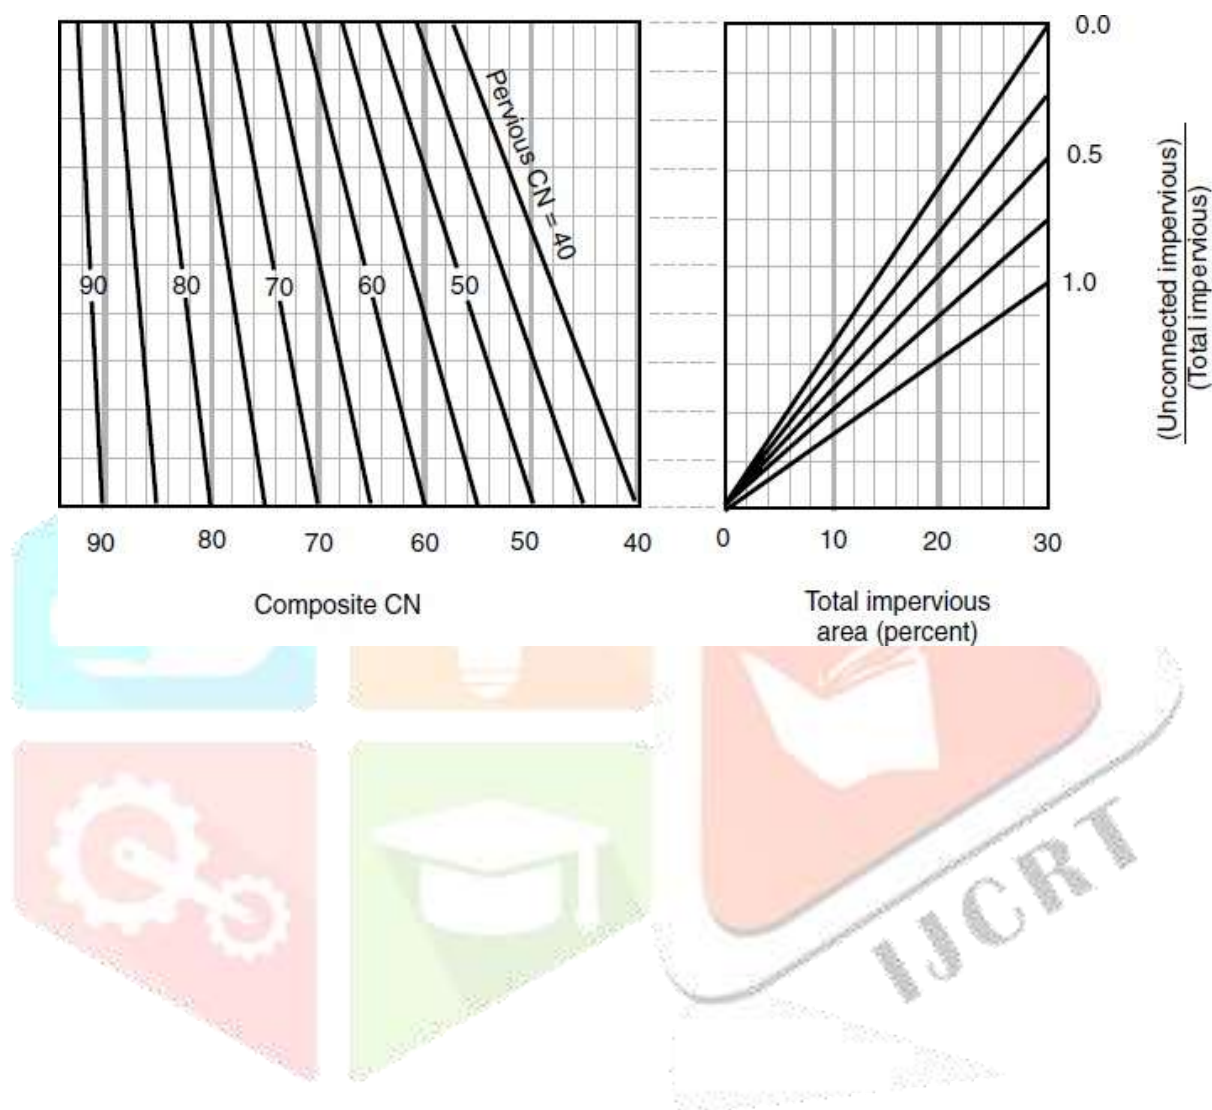 Pervious CN = 40
90 80 70 60 50
90 80 70 60 50 40
Composite CN
0.0
0.5
1.0
(Unconnected impervious)
(Total impervious)
0 10 20 30
Total impervious
area (percent)
IJCRT